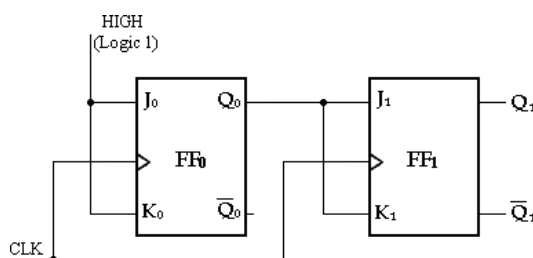 HIGH
(Logic 1)
J₀ Q₀ J₁ Q₁
FF₀ FF₁
K₀ Q̅₀ K₁ Q̅₁
CLK